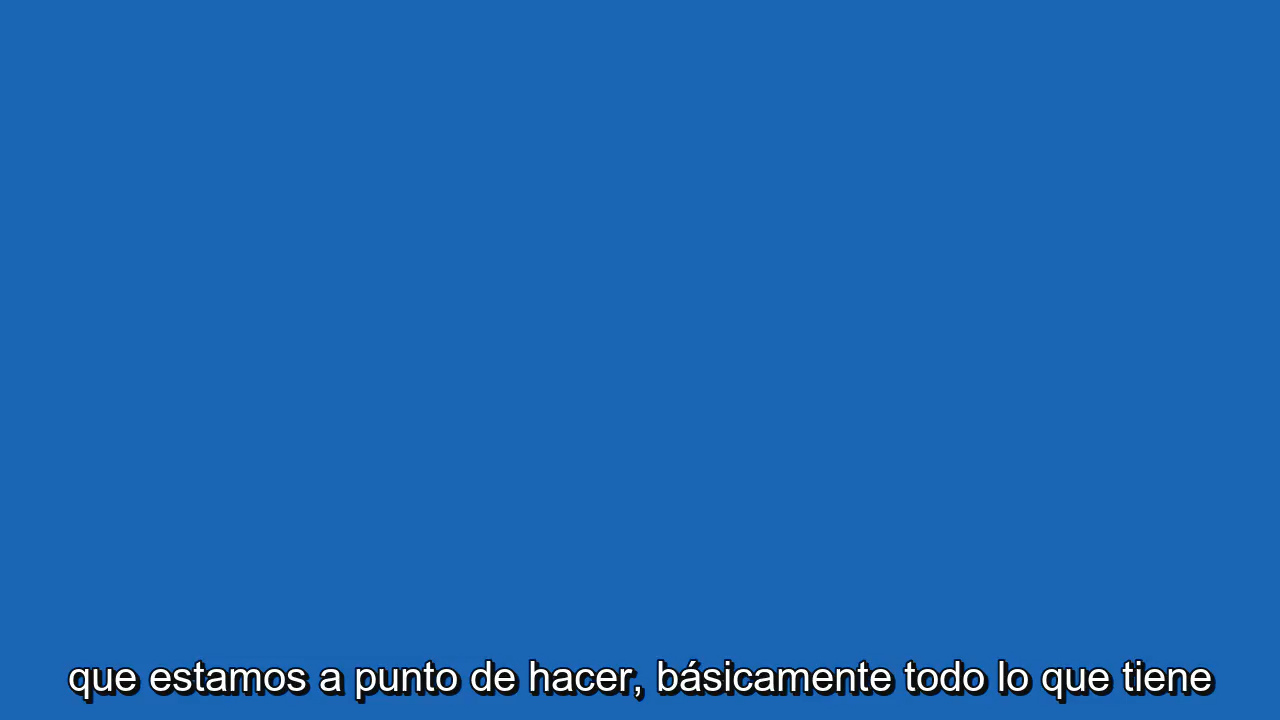 que estamos a punto de hacer, básicamente todo lo que tiene